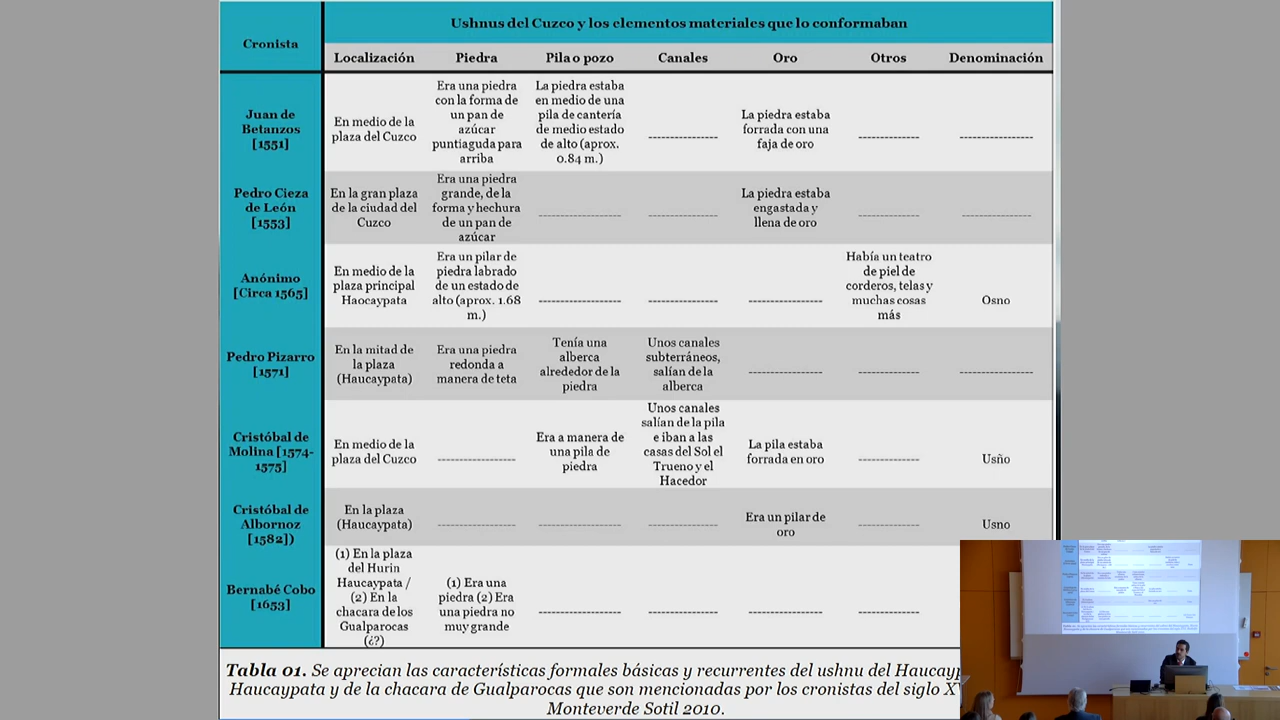 Cronista
Ushnus del Cuzco y los elementos materiales que lo conformaban
Localización
Piedra
Pila o pozo
Canales
Oro
Otros
Denominación
Juan de
Betanzos
[1551]
En medio de la
plaza del Cuzco
Era una piedra
con la forma de
un pan de
azúcar
puntiaguda para
arriba
La piedra estaba
en medio de una
pila de cantería
de medio estado
de alto (aprox.
0.84 m.)
----------------
La piedra estaba
forrada con una
faja de oro
--------------
-----------------
Pedro Cieza
de León
[1553]
En la gran plaza
de la ciudad del
Cuzco
Era una piedra
grande, de la
forma y hechura
de un pan de
azúcar
-------------------
----------------
La piedra estaba
engastada y
llena de oro
--------------
----------------
Anónimo
[Circa 1565]
En medio de la
plaza principal
Haocaypata
Era un pilar de
piedra labrado
de un estado de
alto (aprox. 1.68
m.)
-------------------
----------------
-----------------
Había un teatro
de piel de
corderos, telas y
muchas cosas
más
Osno
Pedro Pizarro
[1571]
En la mitad de
la plaza
(Haucaypata)
Era una piedra
redonda a
manera de teta
Tenía una
alberca
alrededor de la
piedra
Unos canales
subterráneos,
salían de la
alberca
-----------------
--------------
-----------------
Cristóbal de
Molina [1574-
1575]
En medio de la
plaza del Cuzco
------------------
Era a manera de
una pila de
piedra
Unos canales
salían de la pila
e iban a las
casas del Sol el
Trueno y el
Hacedor
La pila estaba
forrada en oro
--------------
Usño
Cristóbal de
Albornoz
[1582])
En la plaza
(Haucaypata)
------------------
-------------------
----------------
Era un pilar de
oro
--------------
Usno
Bernabé Cobo
[1653]
(1) En la plaza
del Hurin
Haucaypata /
(2) En la
chacara de los
Gualparocas
(¿?)
(1) Era una
piedra (2) Era
una piedra no
muy grande
-------------------
----------------
-----------------
--------------
-----------------
Tabla 01. Se aprecian las características formales básicas y recurrentes del ushnu del Haucayp
Haucaypata y de la chacara de Gualparocas que son mencionadas por los cronistas del siglo X
Monteverde Sotil 2010.